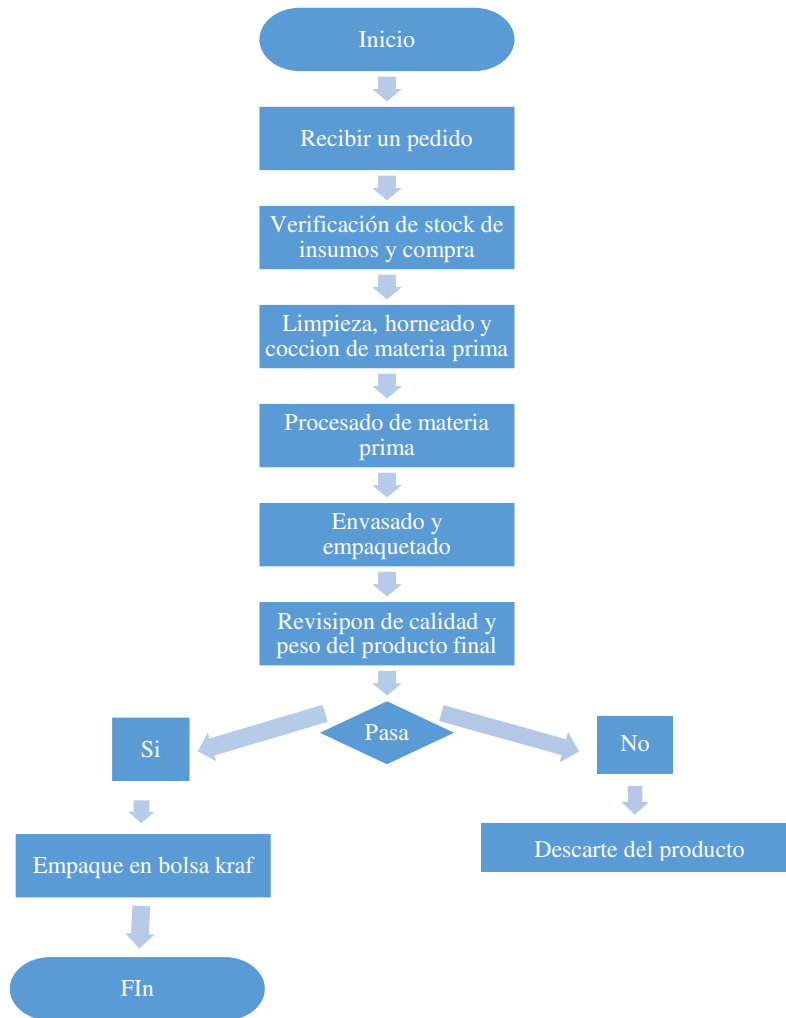 Inicio
Recibir un pedido
Verificación de stock de
insumos y compra
Limpieza, horneado y
coccion de materia prima
Procesado de materia
prima
Envasado y
empaquetado
Revisipon de calidad y
peso del producto final
Pasa
Si
No
Empaque en bolsa kraf
Descarte del producto
FIn